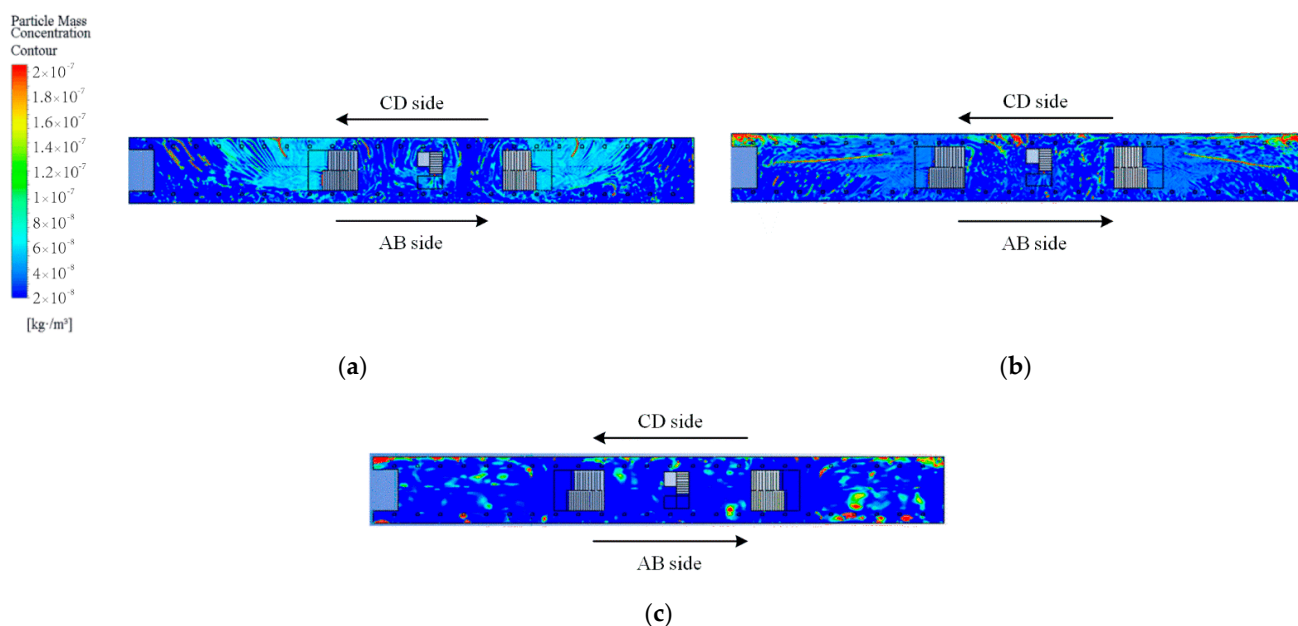 Particle Mass
Concentration
Contour
2×10⁻⁷
1.8×10⁻⁷
1.6×10⁻⁷
1.4×10⁻⁷
1.2×10⁻⁷
1×10⁻⁷
8×10⁻⁸
6×10⁻⁸
4×10⁻⁸
2×10⁻⁸
[kg·/m³]
CD side
AB side
(a)
CD side
AB side
(b)
CD side
AB side
(c)